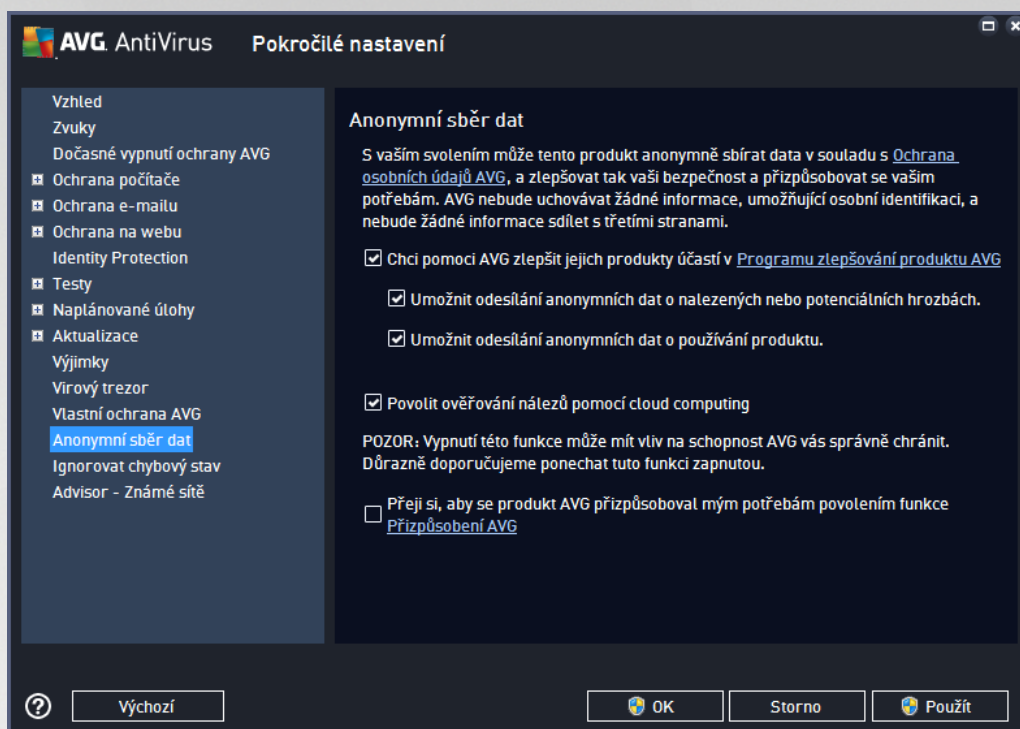 AVG. AntiVirus
Pokročilé nastavení
Vzhled
Zvuky
Dočasné vypnutí ochrany AVG
Ochrana počítače
Ochrana e-mailu
Ochrana na webu
Identity Protection
Testy
Naplánované úlohy
Aktualizace
Výjimky
Virový trezor
Vlastní ochrana AVG
Anonymní sběr dat
Ignorovat chybový stav
Advisor - Známé sítě
Anonymní sběr dat
S vaším svolením může tento produkt anonymně sbírat data v souladu s Ochrana
osobních údajů AVG, a zlepšovat tak vaši bezpečnost a přizpůsobovat se vašim
potřebám. AVG nebude uchovávat žádné informace, umožňující osobní identifikaci, a
nebude žádné informace sdílet s třetími stranami.
Chci pomoci AVG zlepšit jejich produkty účastí v Programu zlepšování produktu AVG
Umožnit odesílání anonymních dat o nalezených nebo potenciálních hrozbách.
Umožnit odesílání anonymních dat o používání produktu.
Povolit ověřování nálezů pomocí cloud computing
POZOR: Vypnutí této funkce může mít vliv na schopnost AVG vás správně chránit.
Důrazně doporučujeme ponechat tuto funkci zapnutou.
Přeji si, aby se produkt AVG přizpůsoboval mým potřebám povolením funkce
Přizpůsobení AVG
?
Výchozí
OK
Storno
Použít